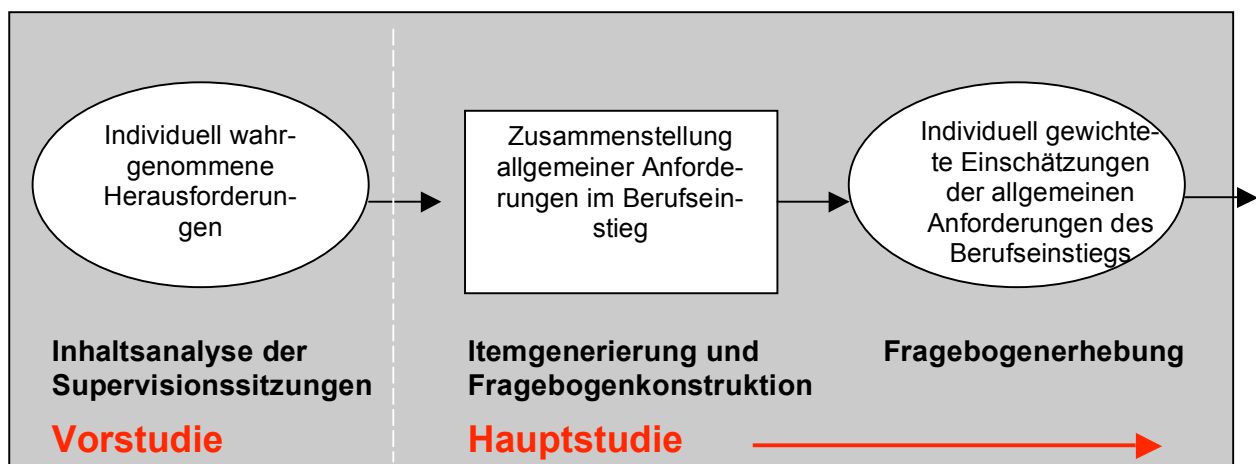 Individuell wahr-
genommene
Herausforderun-
gen
Zusammenstellung
allgemeiner Anforde-
rungen im Berufsein-
stieg
Individuell gewichte-
te Einschätzungen
der allgemeinen
Anforderungen des
Berufseinstiegs
Inhaltsanalyse der
Supervisionssitzungen
Itemgenerierung und
Fragebogenkonstruktion
Fragebogenerhebung
Vorstudie
Hauptstudie